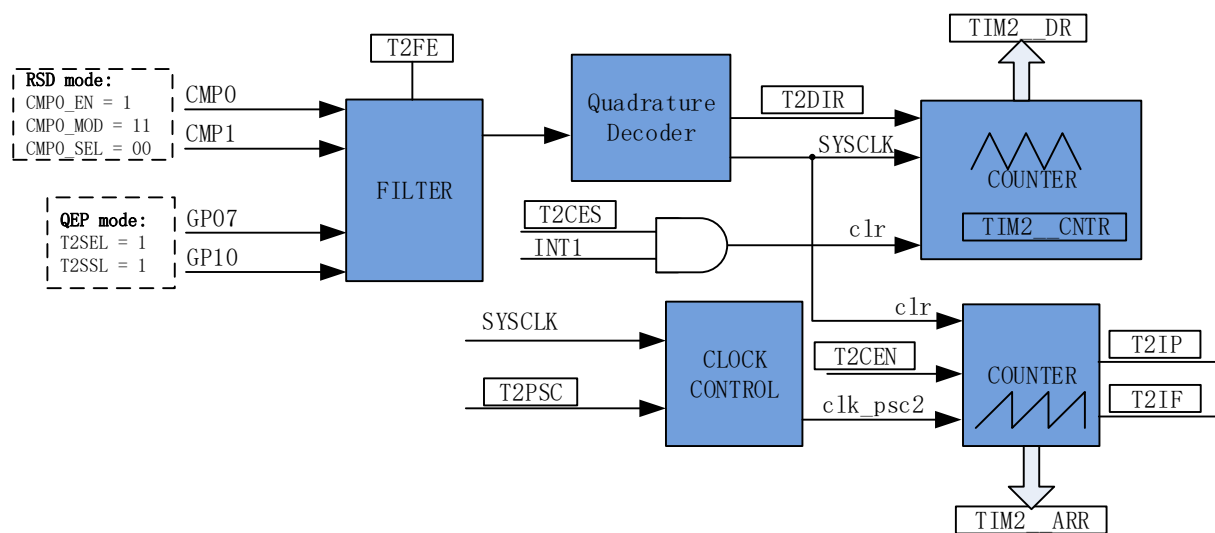 TIM2__DR
T2FE
RSD mode:
CMP0_EN = 1
CMP0_MOD = 11
CMP0_SEL = 00
CMP0
CMP1
FILTER
Quadrature
Decoder
T2DIR
SYSCLK
COUNTER
TIM2__CNTR
QEP mode:
T2SEL = 1
T2SSL = 1
GP07
GP10
T2CES
INT1
clr
SYSCLK
T2PSC
CLOCK
CONTROL
clr
T2CEN
clk_psc2
COUNTER
T2IP
T2IF
TIM2__ARR